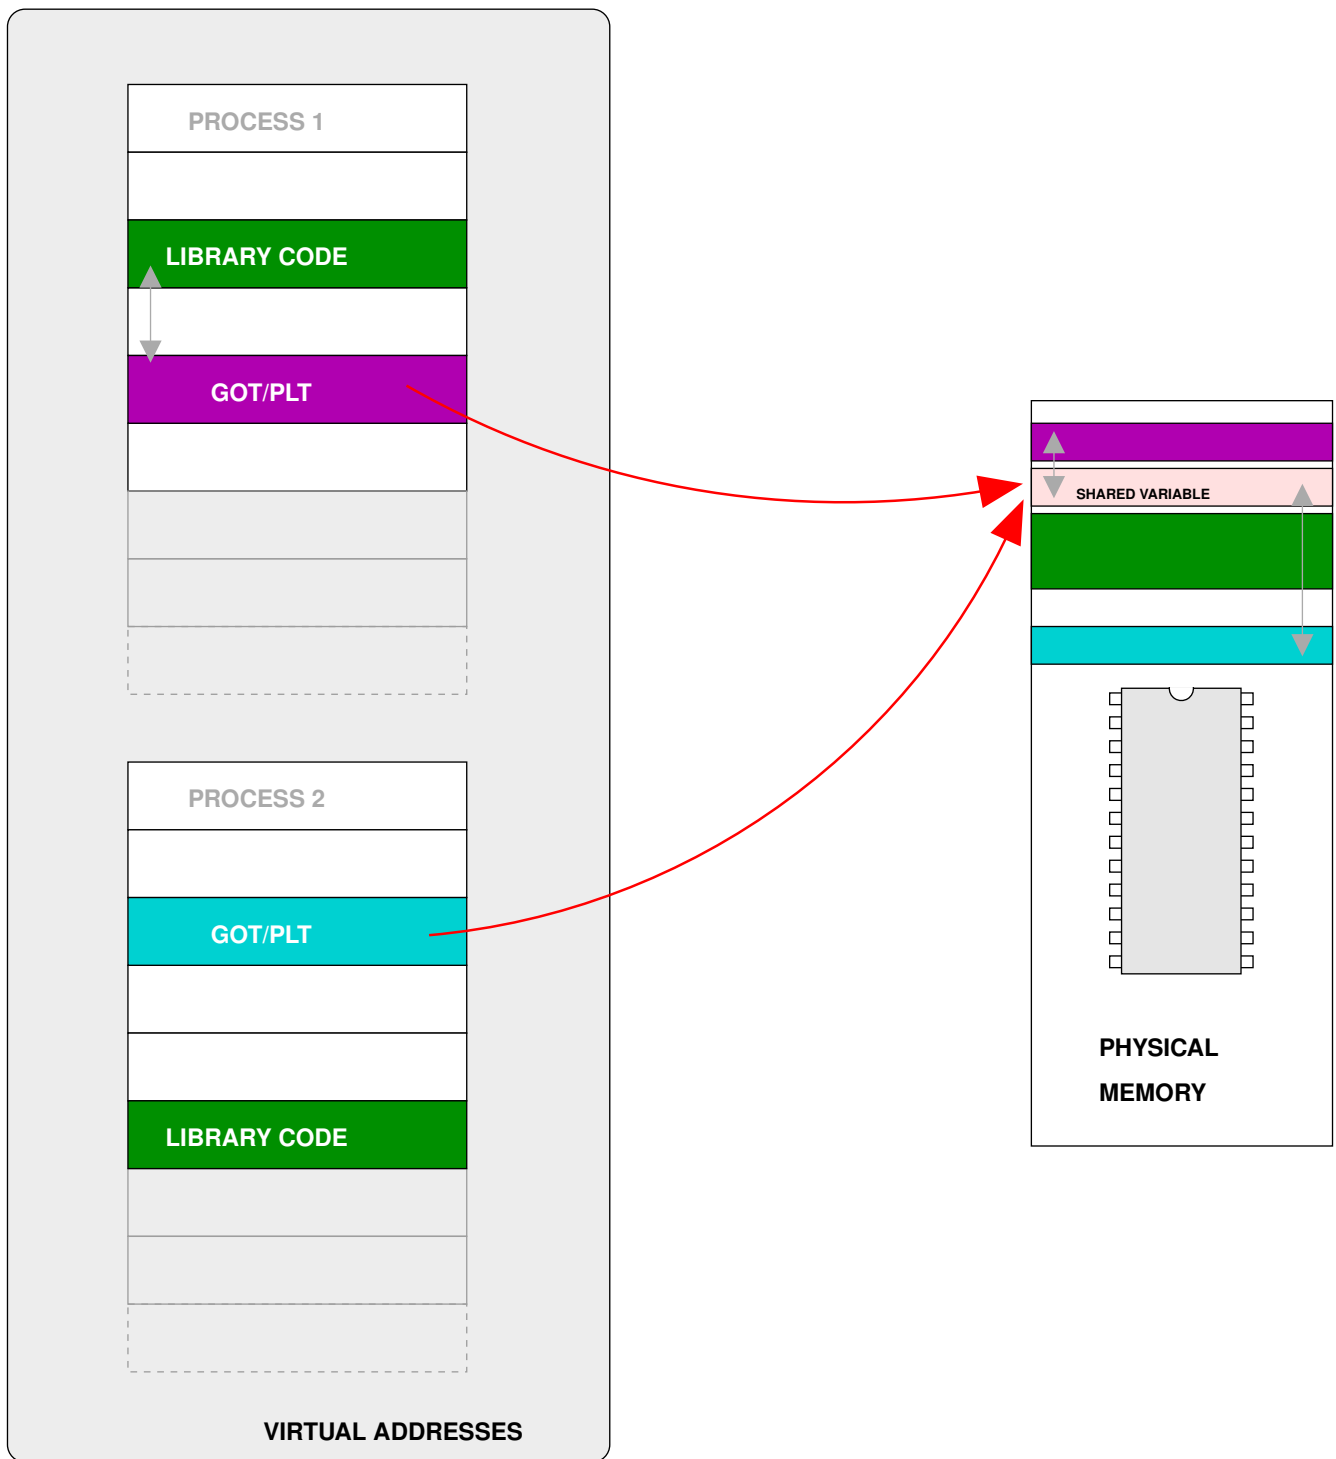 PROCESS 1
LIBRARY CODE
GOT/PLT
SHARED VARIABLE
PROCESS 2
GOT/PLT
LIBRARY CODE
PHYSICAL
MEMORY
VIRTUAL ADDRESSES